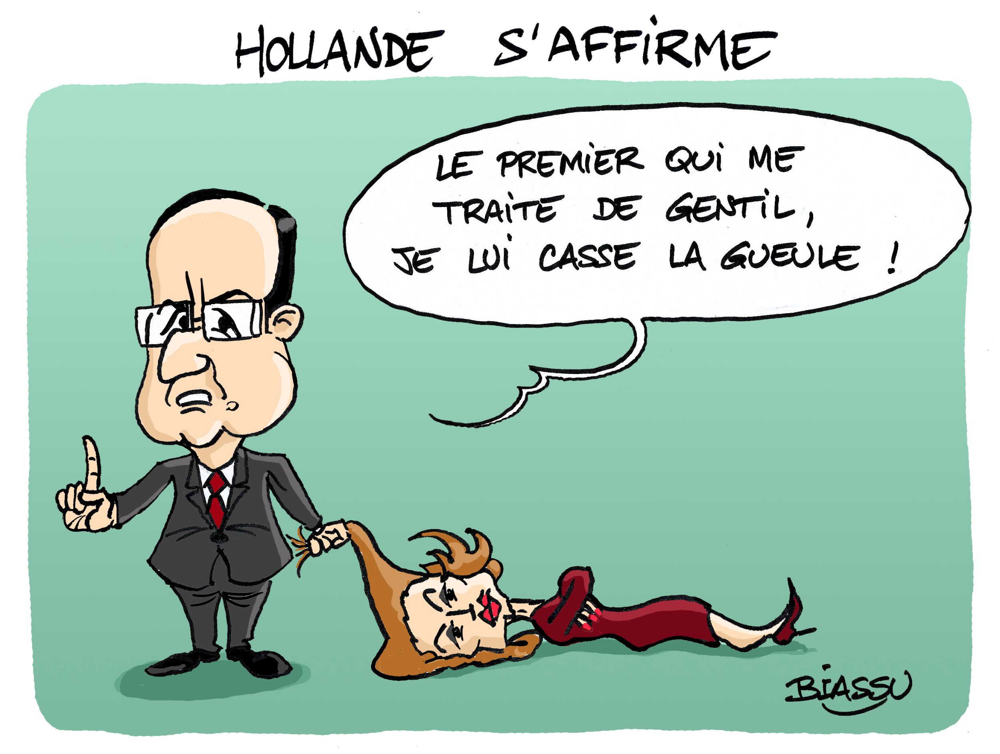 HOLLANDE S'AFFIRME
LE PREMIER QUI ME
TRAITE DE GENTIL,
JE LUI CASSE LA GUEULE !
BIASSU